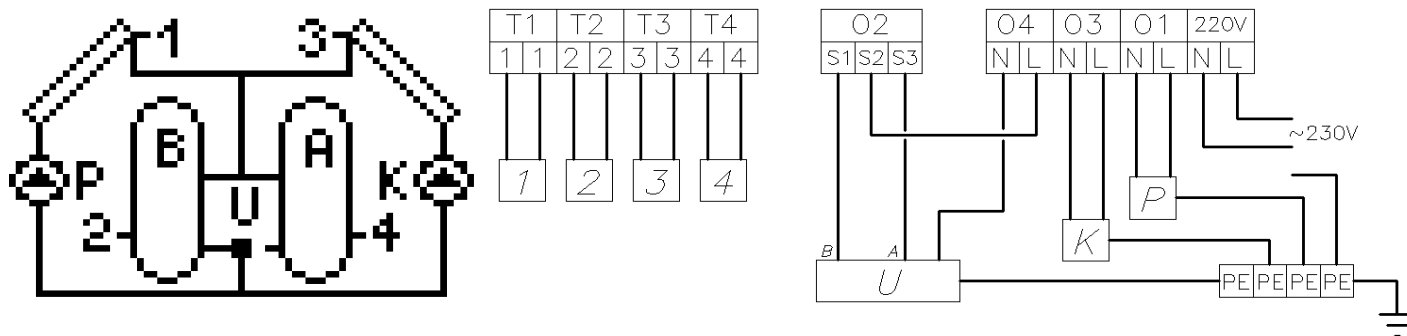 1 3
B A
P U K
2 4
T1 T2 T3 T4
1 1 2 2 3 3 4 4
1 2 3 4
O2 O4 O3 O1 220V
S1 S2 S3 N L N L N L N L
~230V
P
K
B A
U
PE PE PE PE